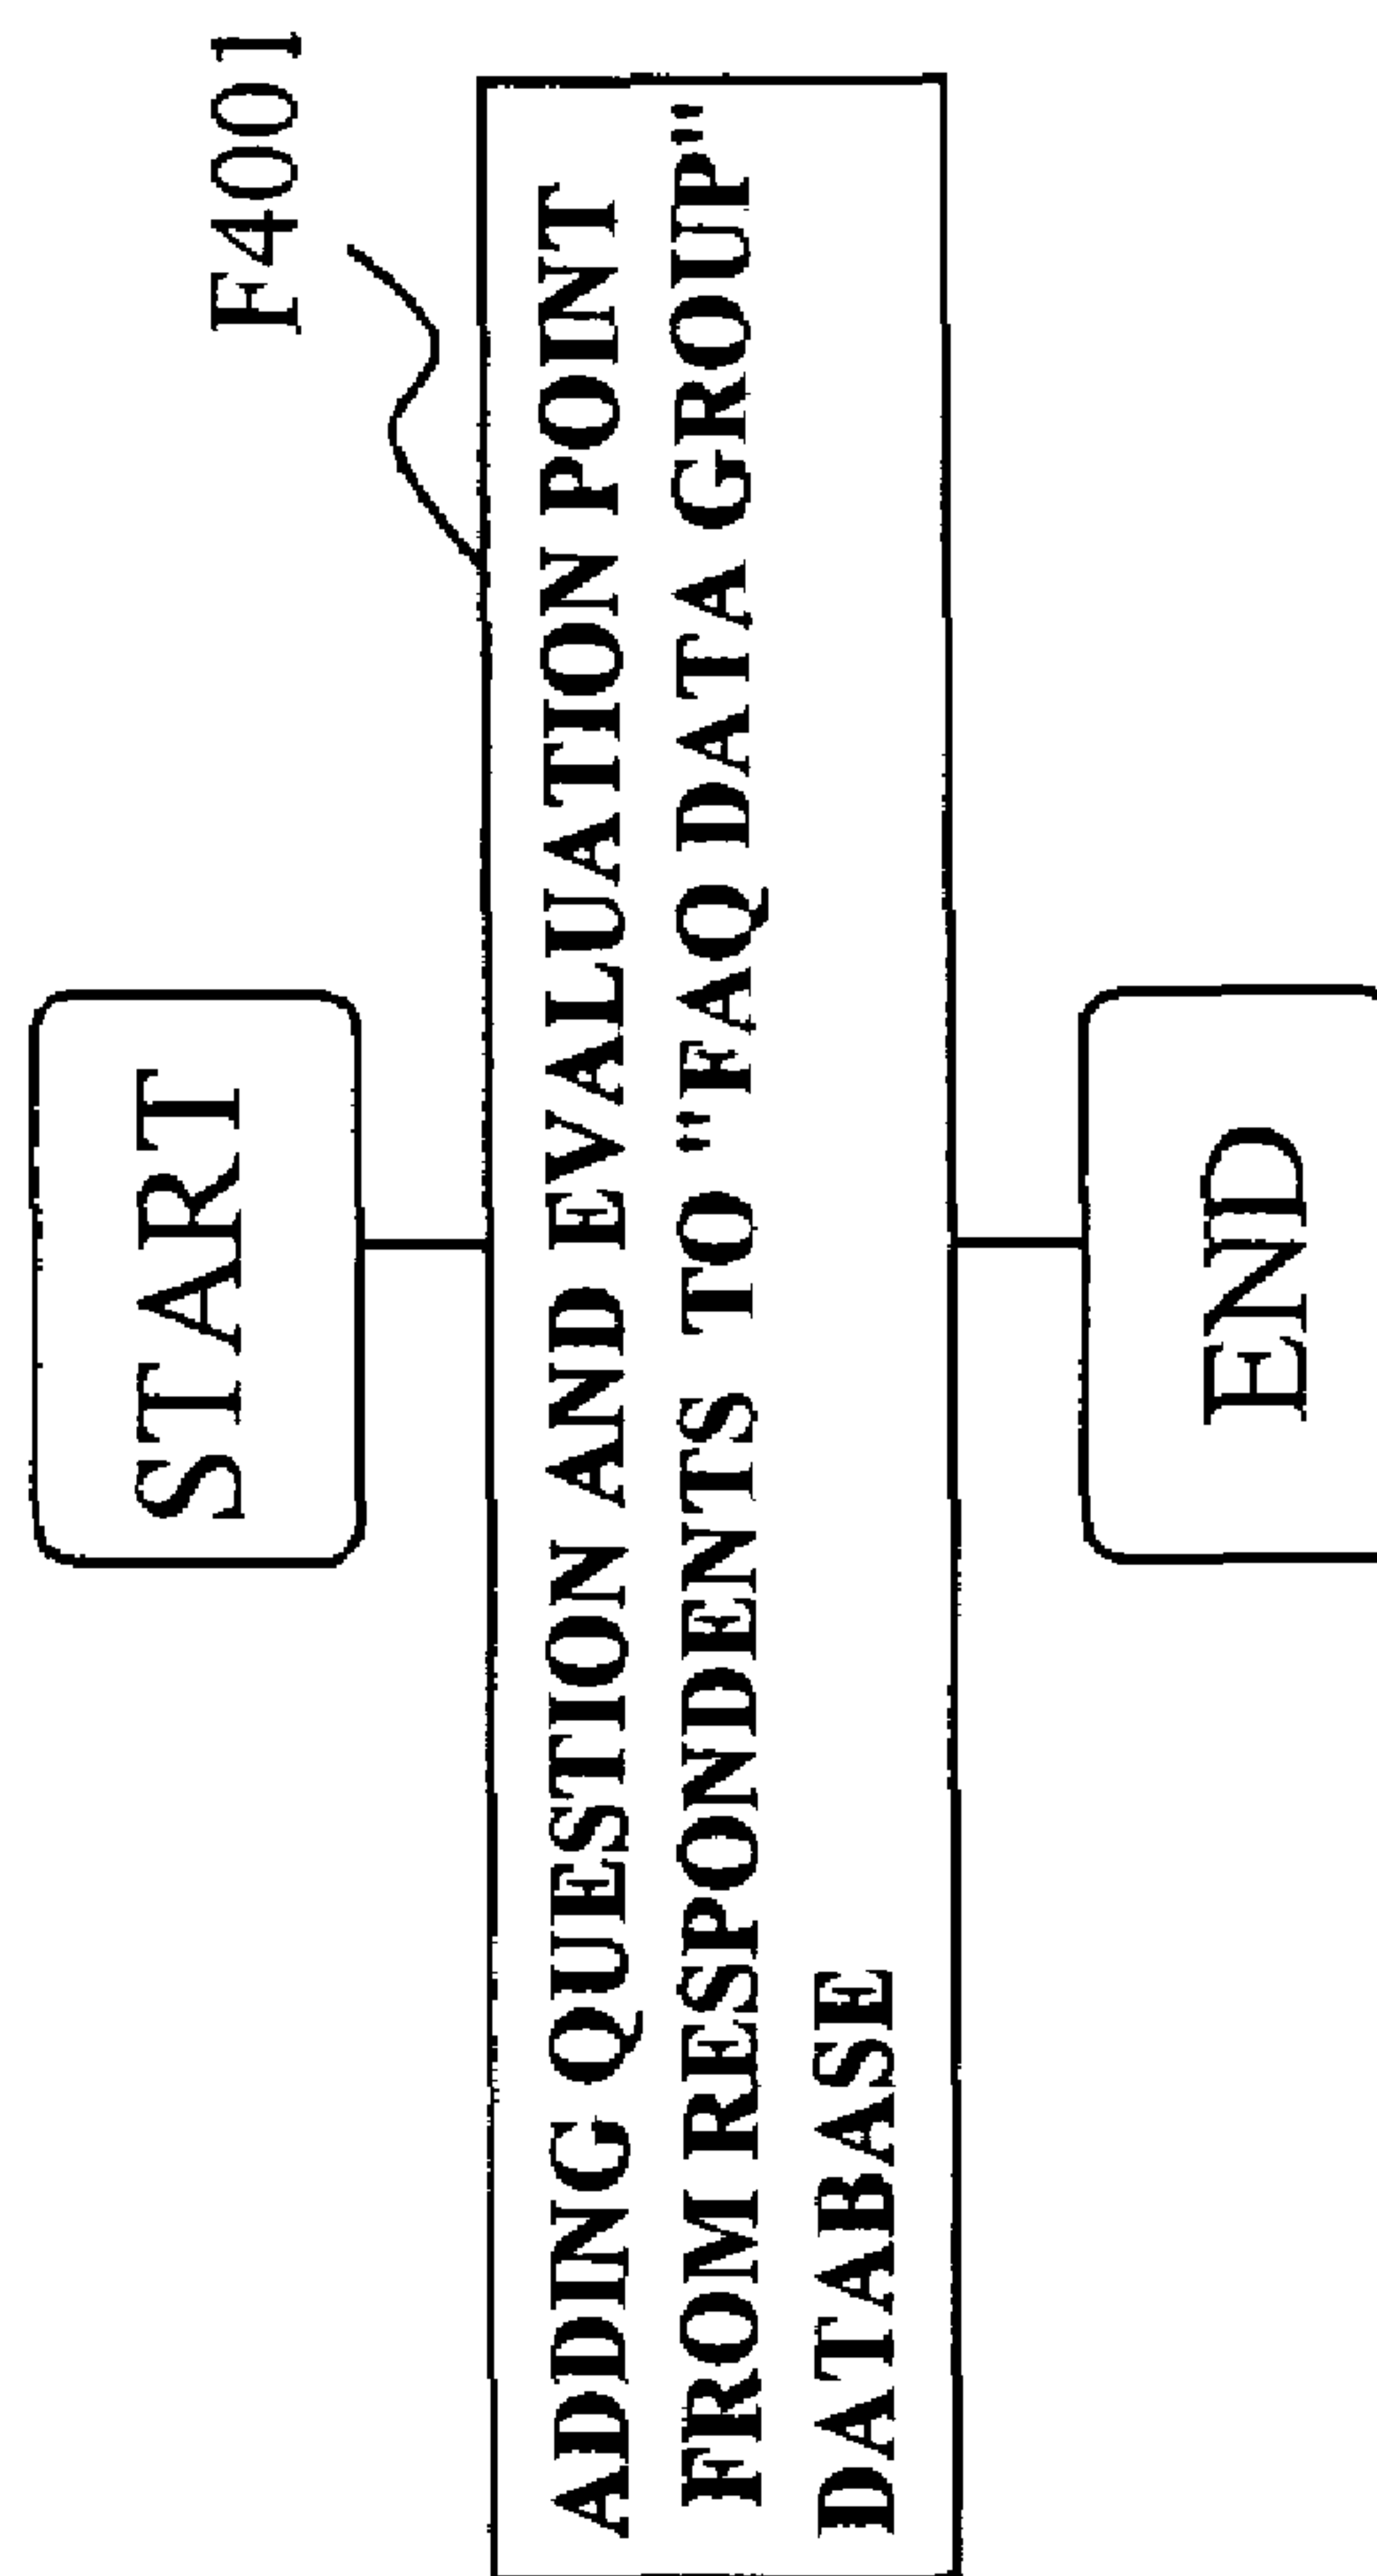 START
F4001
ADDING QUESTION AND EVALUATION POINT
FROM RESPONDENTS TO "FAQ DATA GROUP"
DATABASE
END